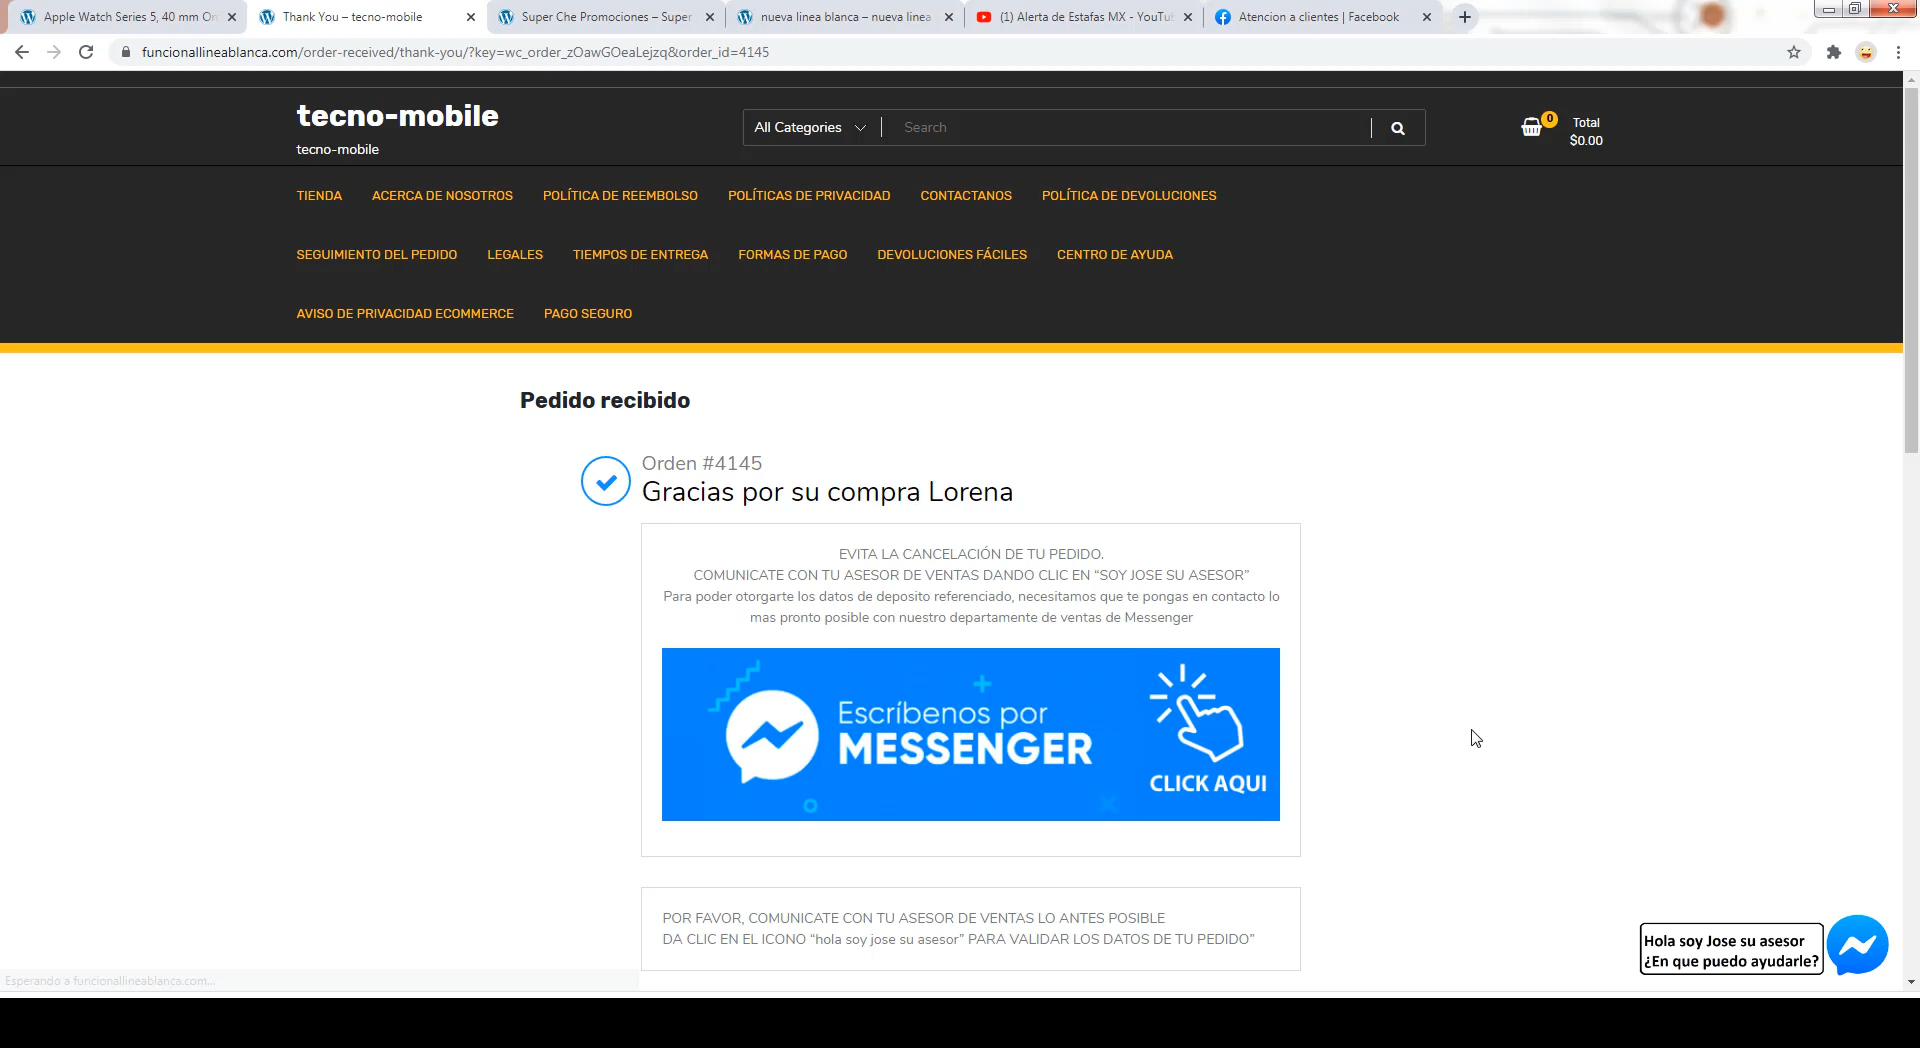 Apple Watch Series 5, 40 mm On
Thank You – tecno-mobile
Super Che Promociones – Super
nueva linea blanca – nueva linea
(1) Alerta de Estafas MX - YouTu
Atencion a clientes | Facebook
funcionallineablanca.com/order-received/thank-you/?key=wc_order_zOawGOeaLejzq&order_id=4145
tecno-mobile
tecno-mobile
All Categories
Search
0
Total
$0.00
TIENDA ACERCA DE NOSOTROS POLÍTICA DE REEMBOLSO POLÍTICAS DE PRIVACIDAD CONTACTANOS POLÍTICA DE DEVOLUCIONES
SEGUIMIENTO DEL PEDIDO LEGALES TIEMPOS DE ENTREGA FORMAS DE PAGO DEVOLUCIONES FÁCILES CENTRO DE AYUDA
AVISO DE PRIVACIDAD ECOMMERCE PAGO SEGURO
Pedido recibido
Orden #4145
Gracias por su compra Lorena
EVITA LA CANCELACIÓN DE TU PEDIDO.
COMUNICATE CON TU ASESOR DE VENTAS DANDO CLIC EN “SOY JOSE SU ASESOR”
Para poder otorgarte los datos de deposito referenciado, necesitamos que te pongas en contacto lo
mas pronto posible con nuestro departamente de ventas de Messenger
Escríbenos por
MESSENGER
CLICK AQUI
POR FAVOR, COMUNICATE CON TU ASESOR DE VENTAS LO ANTES POSIBLE
DA CLIC EN EL ICONO “hola soy jose su asesor” PARA VALIDAR LOS DATOS DE TU PEDIDO”
Hola soy Jose su asesor
¿En que puedo ayudarle?
Esperando a funcionallineablanca.com...